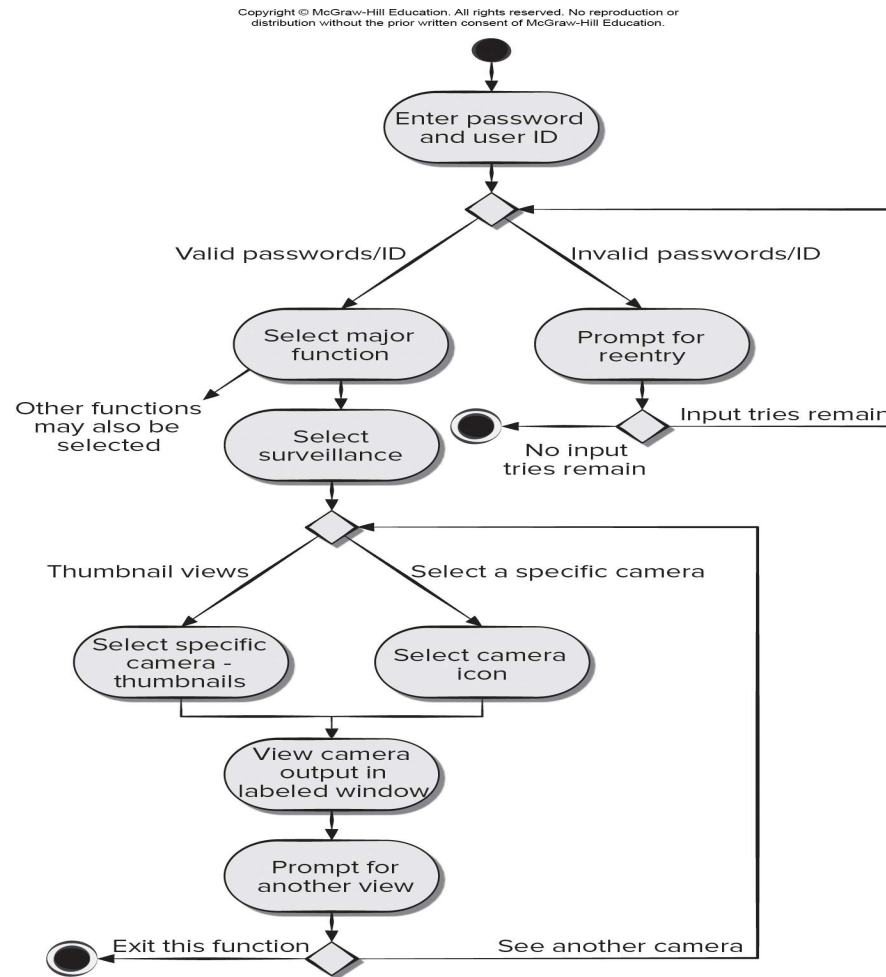 Copyright © McGraw-Hill Education. All rights reserved. No reproduction or
distribution without the prior written consent of McGraw-Hill Education.
Enter password
and user ID
Valid passwords/ID
Invalid passwords/ID
Select major
function
Prompt for
reentry
Other functions
may also be
selected
Input tries remain
No input
tries remain
Select
surveillance
Thumbnail views
Select a specific camera
Select specific
camera -
thumbnails
Select camera
icon
View camera
output in
labeled window
Prompt for
another view
Exit this function
See another camera